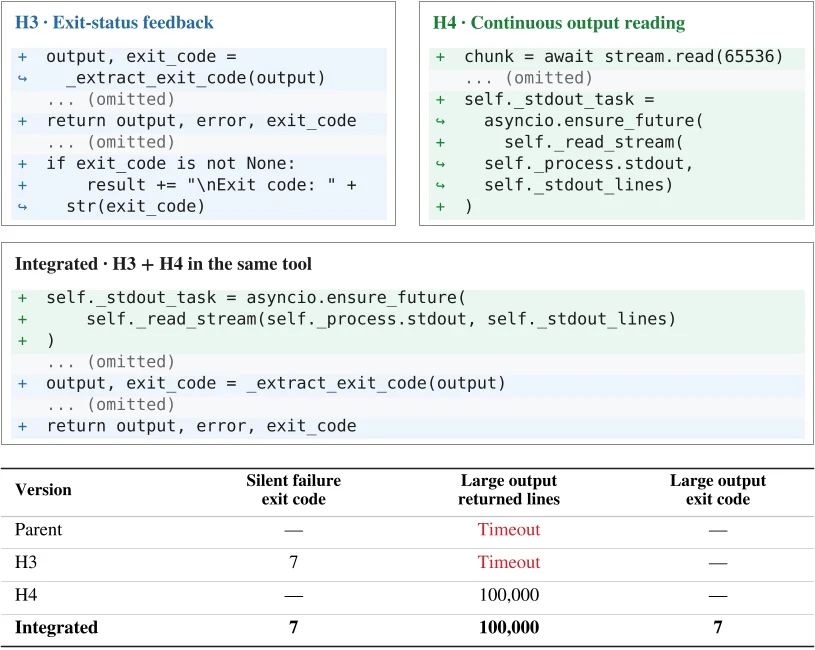 H3 · Exit-status feedback
+ output, exit_code =
↪ _extract_exit_code(output)
... (omitted)
+ return output, error, exit_code
... (omitted)
+ if exit_code is not None:
+ result += "\nExit code: " +
↪ str(exit_code)
H4 · Continuous output reading
+ chunk = await stream.read(65536)
... (omitted)
+ self._stdout_task =
↪ asyncio.ensure_future(
+ self._read_stream(
↪ self._process.stdout,
↪ self._stdout_lines)
+ )
Integrated · H3 + H4 in the same tool
+ self._stdout_task = asyncio.ensure_future(
+ self._read_stream(self._process.stdout, self._stdout_lines)
+ )
... (omitted)
+ output, exit_code = _extract_exit_code(output)
... (omitted)
+ return output, error, exit_code
Version Silent failure exit code Large output returned lines Large output exit code
Parent — Timeout —
H3 7 Timeout —
H4 — 100,000 —
Integrated 7 100,000 7